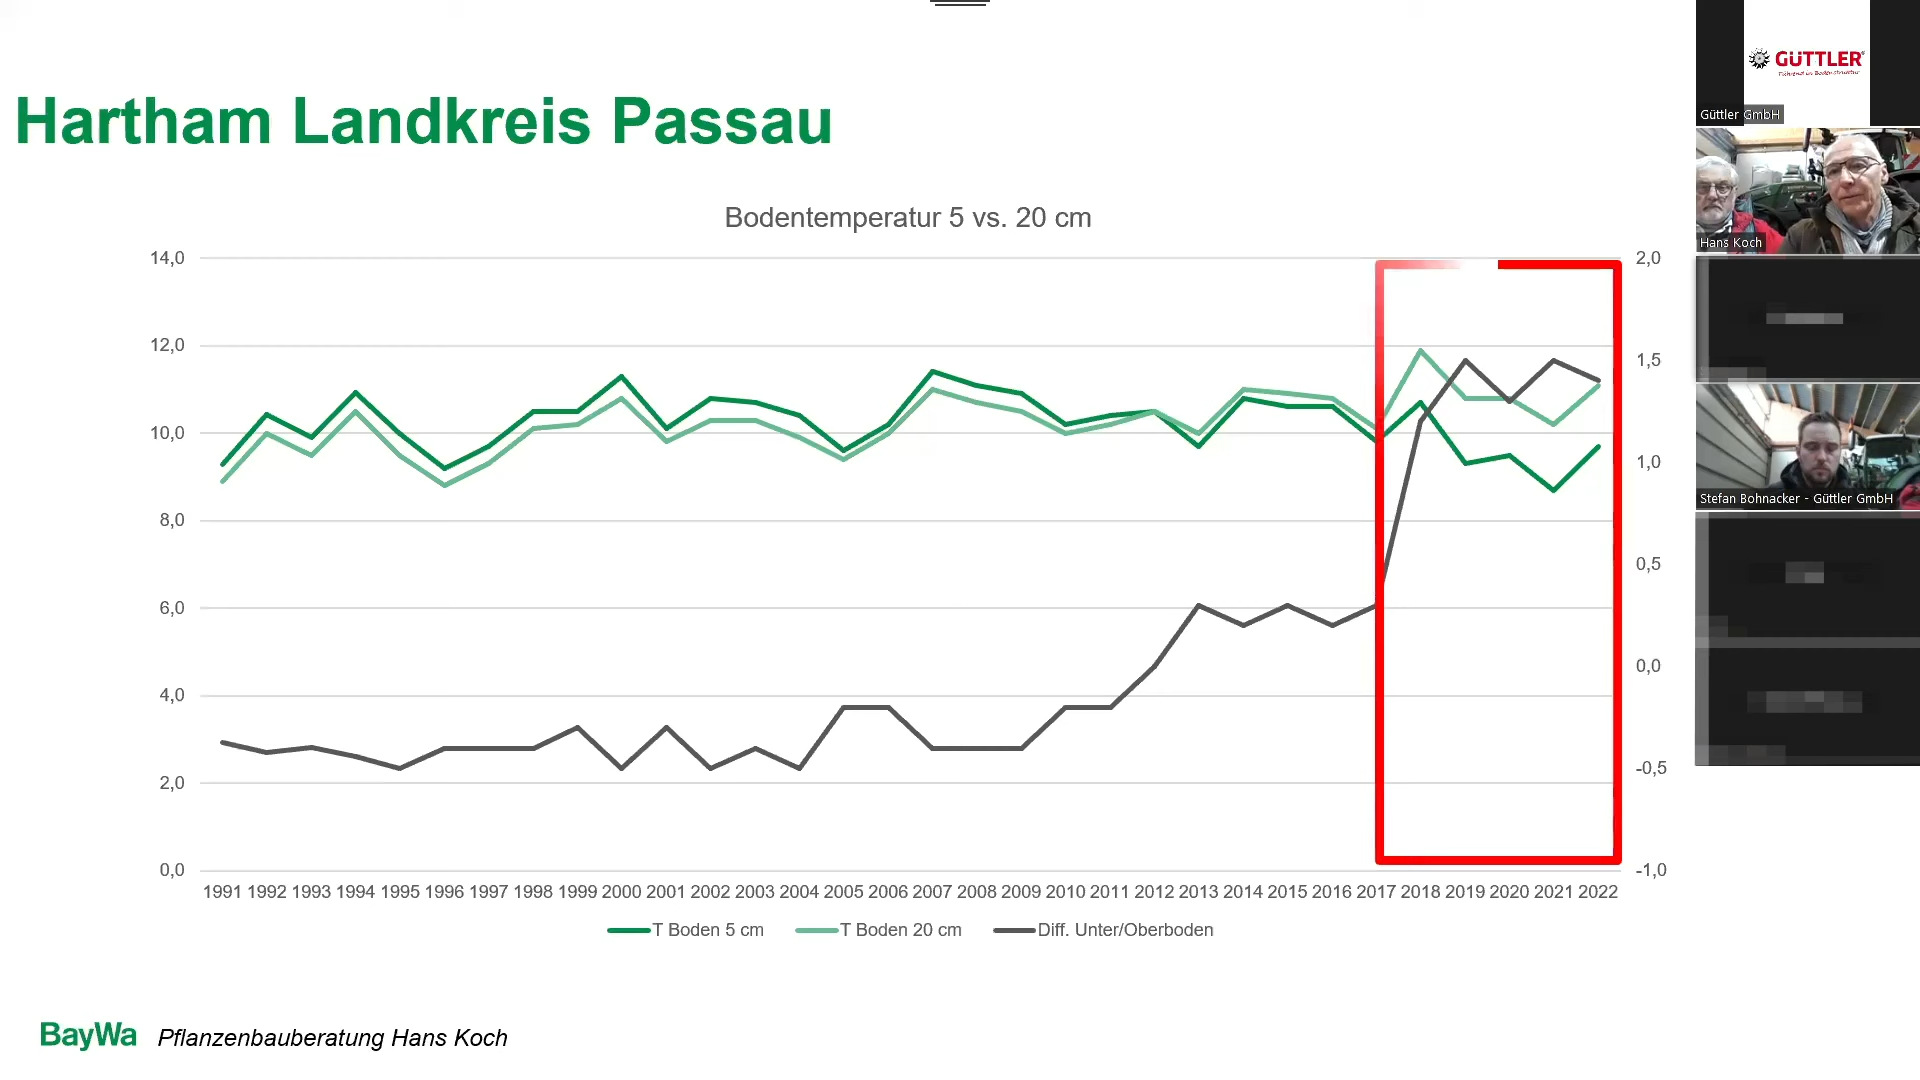 Hartham Landkreis Passau
Bodentemperatur 5 vs. 20 cm
14,0
12,0
10,0
8,0
6,0
4,0
2,0
0,0
2,0
1,5
1,0
0,5
0,0
-0,5
-1,0
1991 1992 1993 1994 1995 1996 1997 1998 1999 2000 2001 2002 2003 2004 2005 2006 2007 2008 2009 2010 2011 2012 2013 2014 2015 2016 2017 2018 2019 2020 2021 2022
T Boden 5 cm T Boden 20 cm Diff. Unter/Oberboden
BayWa Pflanzenbauberatung Hans Koch
GÜTTLER
Führend in Bodenstruktur
Güttler GmbH
Hans Koch
Stefan Bohnacker - Güttler GmbH